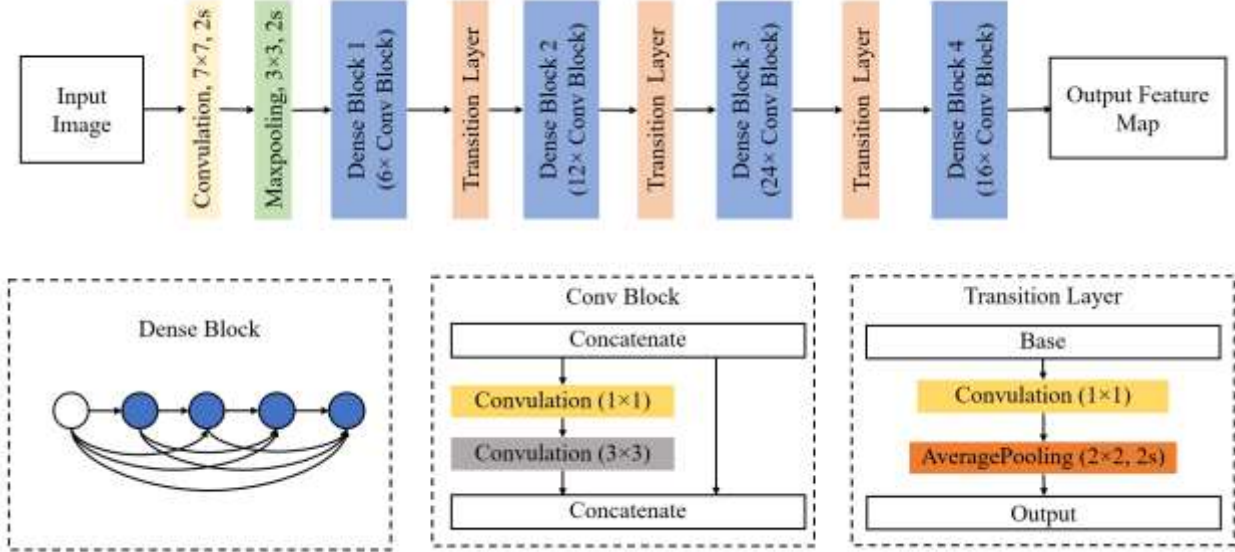 Input
Image
Convulation, 7×7, 2s
Maxpooling, 3×3, 2s
Dense Block 1
(6× Conv Block)
Transition Layer
Dense Block 2
(12× Conv Block)
Transition Layer
Dense Block 3
(24× Conv Block)
Transition Layer
Dense Block 4
(16× Conv Block)
Output Feature
Map
Dense Block
Conv Block
Concatenate
Convulation (1×1)
Convulation (3×3)
Concatenate
Transition Layer
Base
Convulation (1×1)
AveragePooling (2×2, 2s)
Output